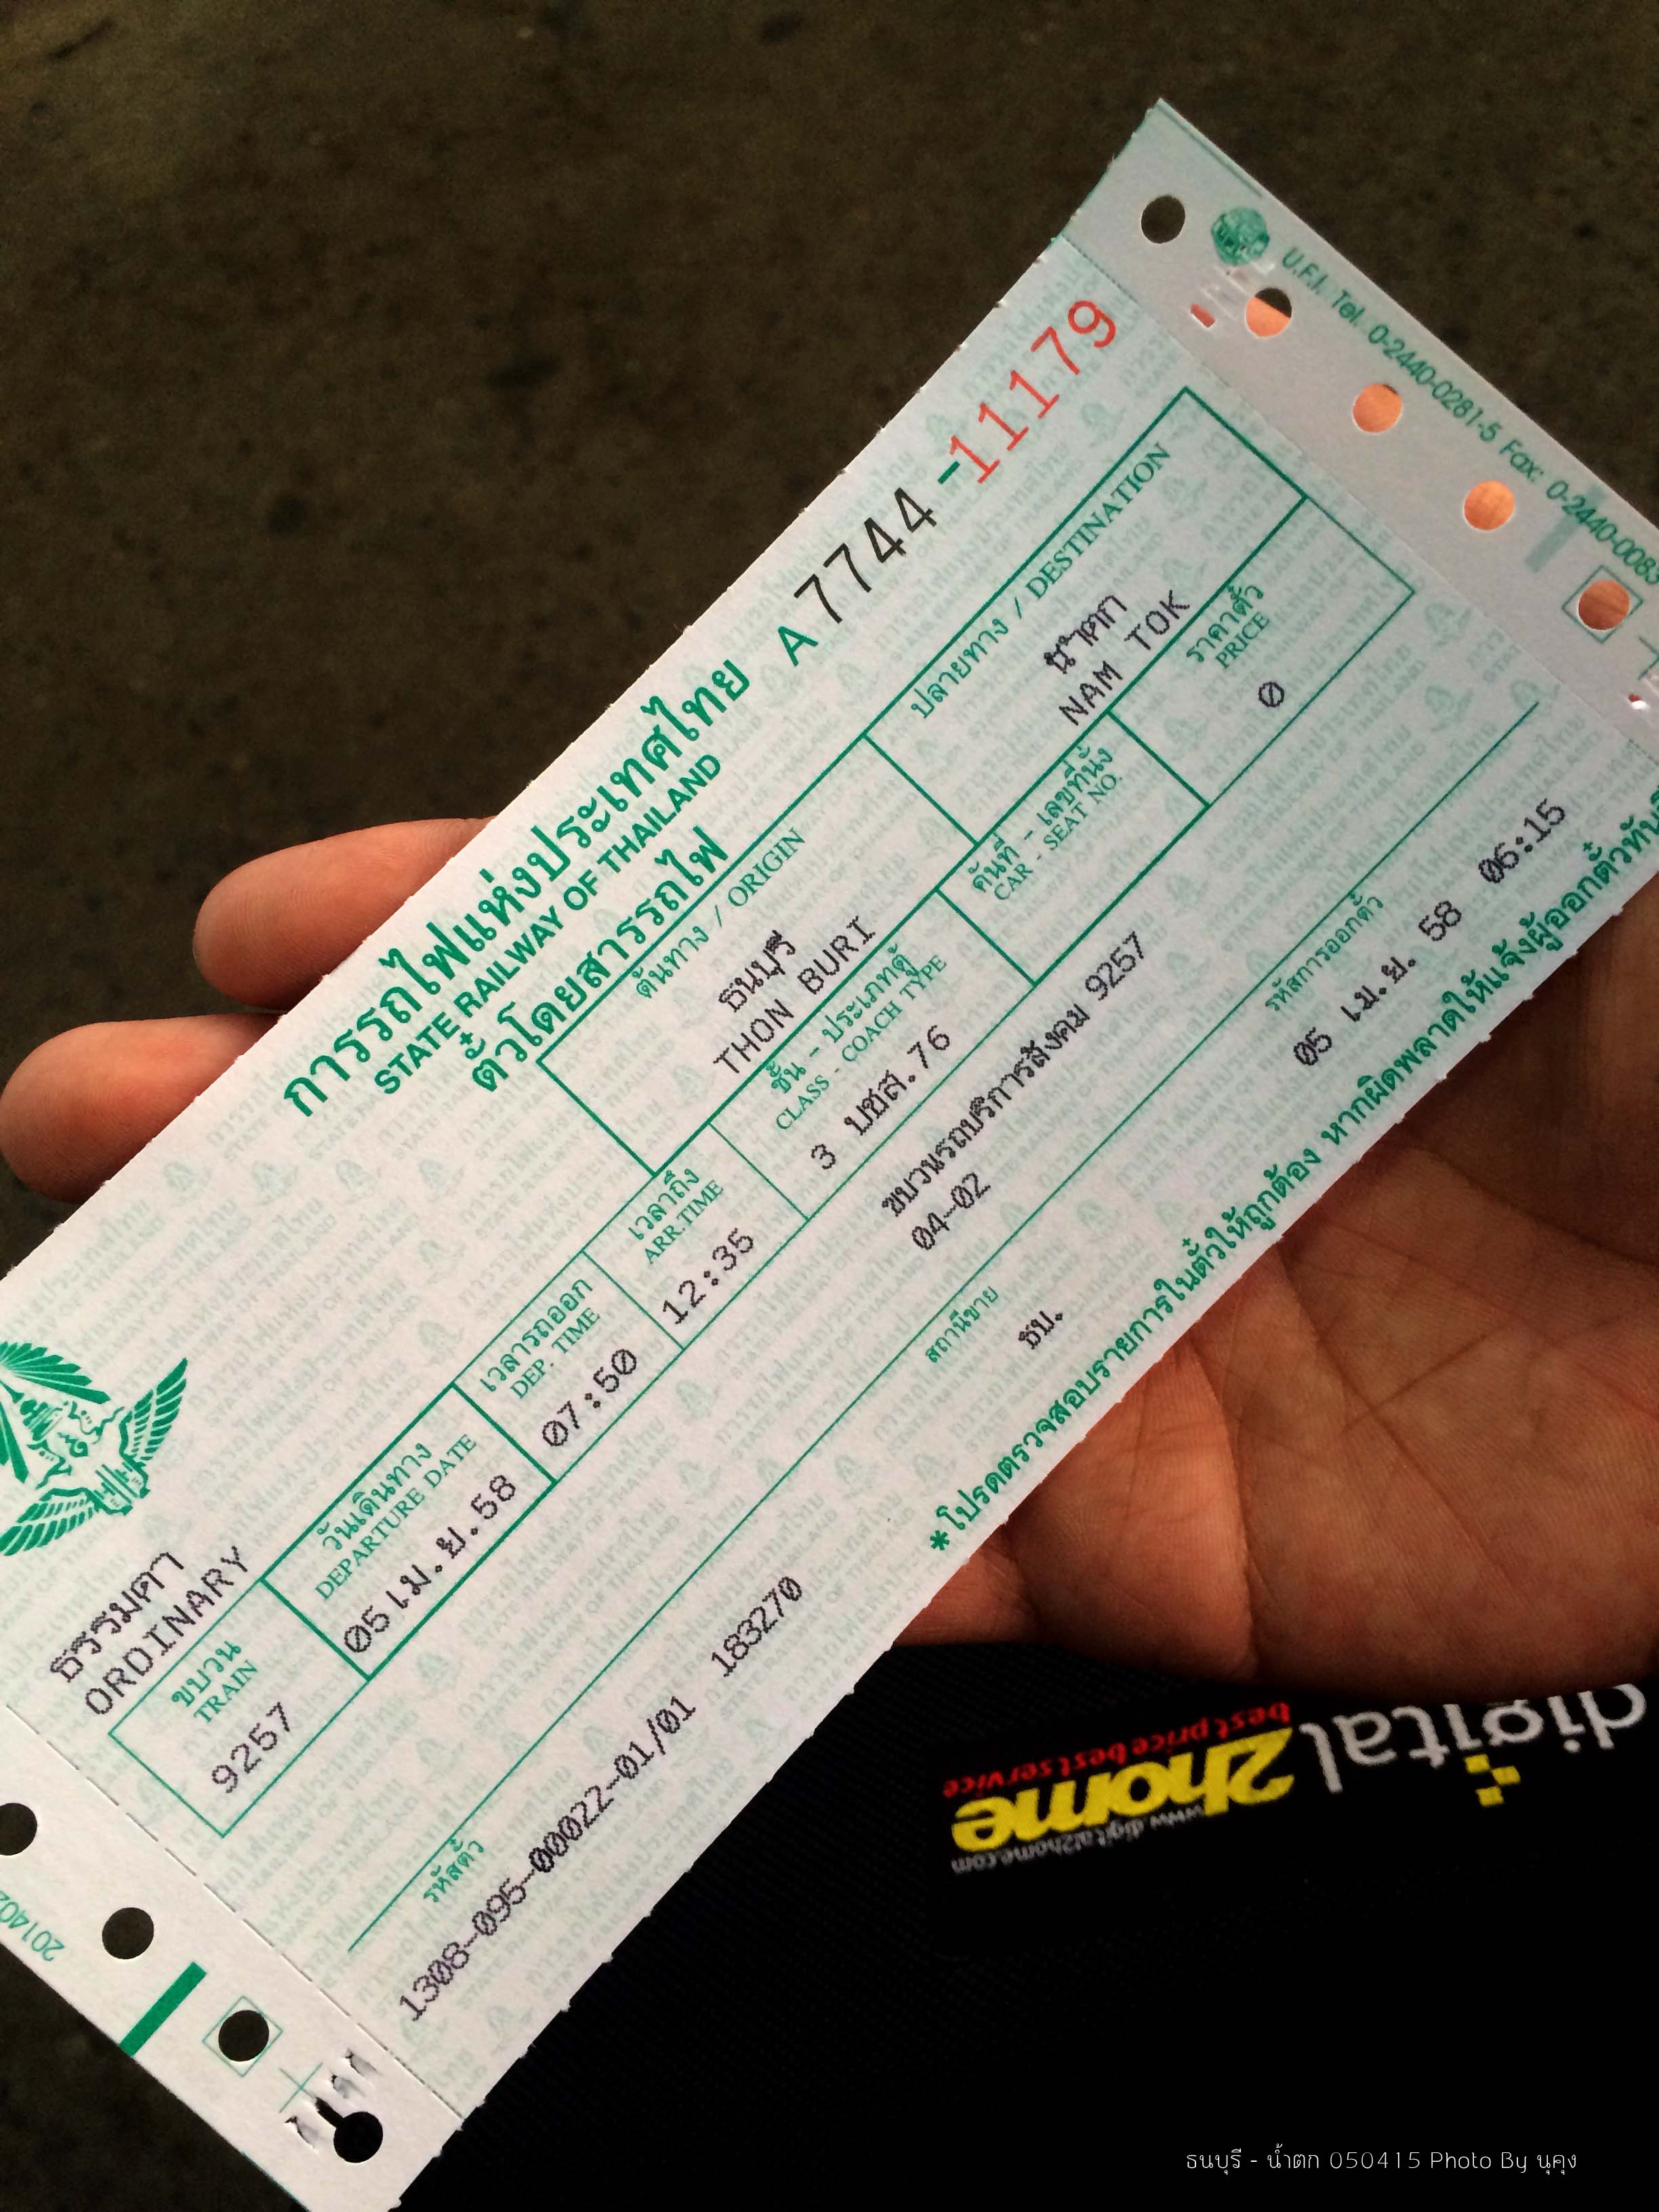 การรถไฟแห่งประเทศไทย A 7744 -11179
STATE RAILWAY OF THAILAND
ตั๋วโดยสารรถไฟ
ธรรมดา
ORDINARY
ต้นทาง / ORIGIN
ธนบุรี
THON BURI
ปลายทาง / DESTINATION
น้ำตก
NAM TOK
ขบวน
TRAIN
9257
วันเดินทาง
DEPARTURE DATE
05 เม.ย.58
เวลารถออก
DEP. TIME
07:50
เวลาถึง
ARR.TIME
12:35
ชั้น - ประเภทตู้
CLASS - COACH TYPE
3 บชส.76
คันที่ - เลขที่นั่ง
CAR - SEAT NO.
ราคาตั๋ว
PRICE
0
ขบวนรถบริการสังคม 9257
04-02
รหัสตั๋ว
1308-095-00022-01/01 183270
สถานีขาย
ธบ.
รหัสการออกตั๋ว
05 เม.ย. 58 06:15
*โปรดตรวจสอบรายการในตั๋วให้ถูกต้อง หากผิดพลาดให้แจ้งผู้ออกตั๋วทันที
U.F.I. Tel. 0-2440-0281-5 Fax: 0-2440-0083
201402
digital2home
best price best service
www.digital2home.com
ธนบุรี - น้ำตก 050415 Photo By นุคุง